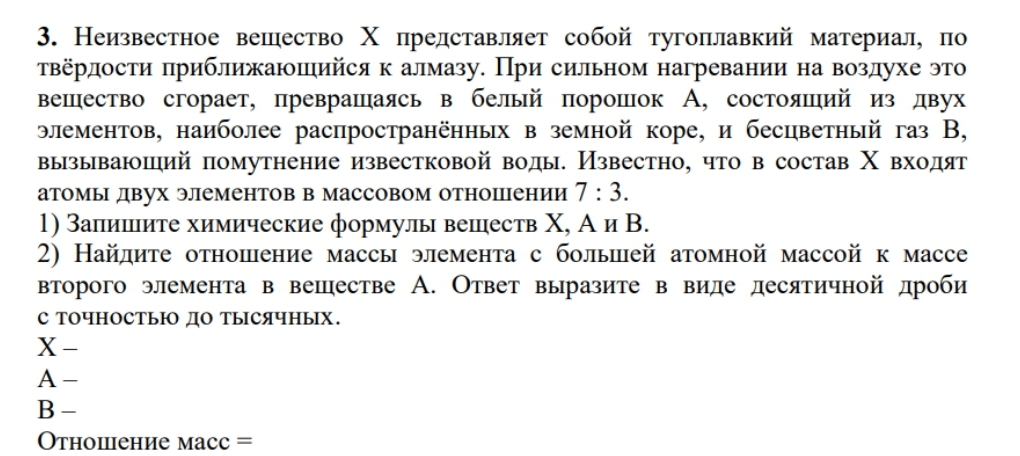 3. Неизвестное вещество X представляет собой тугоплавкий материал, по
твёрдости приближающийся к алмазу. При сильном нагревании на воздухе это
вещество сгорает, превращаясь в белый порошок А, состоящий из двух
элементов, наиболее распространённых в земной коре, и бесцветный газ В,
вызывающий помутнение известковой воды. Известно, что в состав X входят
атомы двух элементов в массовом отношении 7 : 3.
1) Запишите химические формулы веществ X, А и В.
2) Найдите отношение массы элемента с большей атомной массой к массе
второго элемента в веществе А. Ответ выразите в виде десятичной дроби
с точностью до тысячных.
X –
А –
В –
Отношение масс =